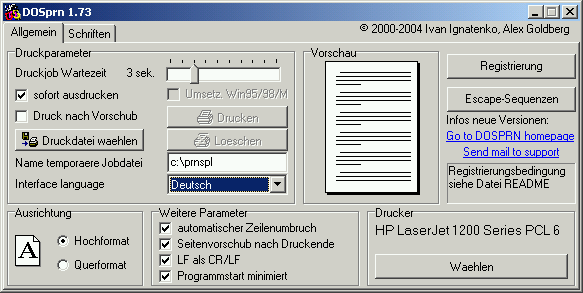 DOSprn 1.73
Allgemein
Schriften
© 2000-2004 Ivan Ignatenko, Alex Goldberg
Druckparameter
Druckjob Wartezeit 3 sek.
sofort ausdrucken
Umsetz. Win95/98/M
Druck nach Vorschub
Drucken
Druckdatei waehlen
Loeschen
Name temporaere Jobdatei
c:\prnspl
Interface language
Deutsch
Vorschau
Registrierung
Escape-Sequenzen
Infos neue Versionen:
Go to DOSPRN homepage
Send mail to support
Registrierungsbedingung
siehe Datei README
Ausrichtung
A
Hochformat
Querformat
Weitere Parameter
automatischer Zeilenumbruch
Seitenvorschub nach Druckende
LF als CR/LF
Programmstart minimiert
Drucker
HP LaserJet 1200 Series PCL 6
Waehlen